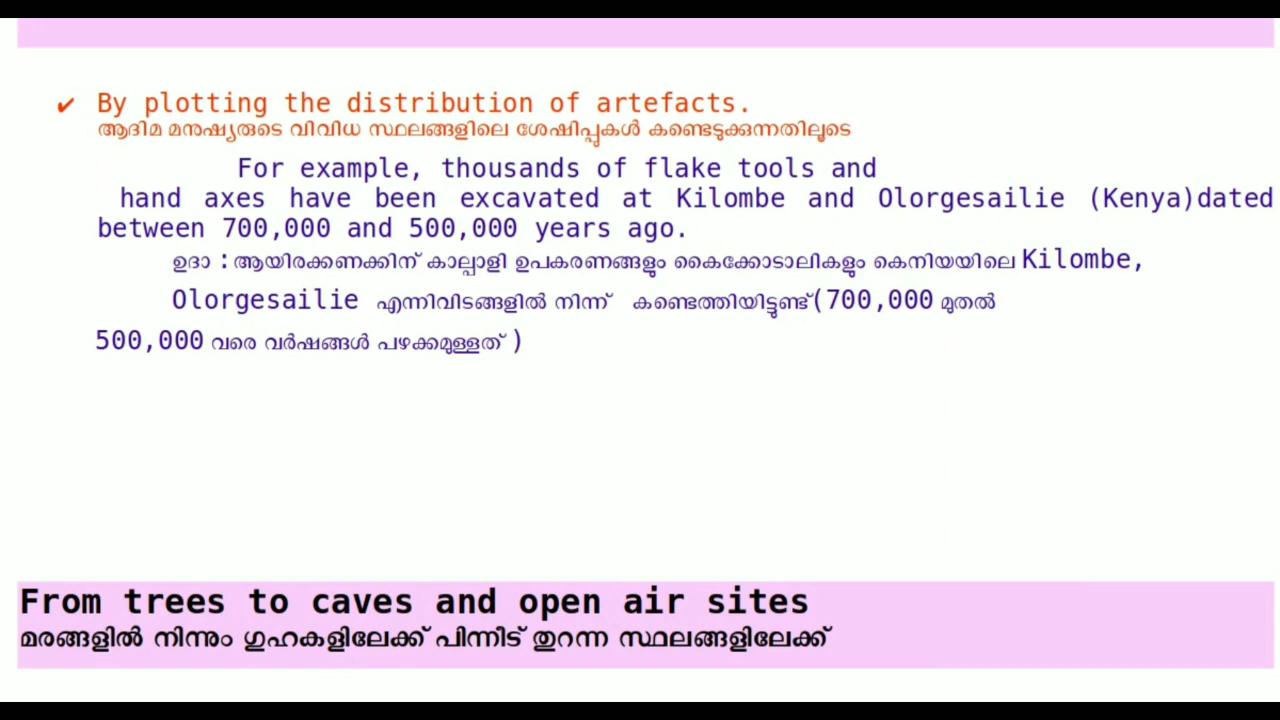 ✔ By plotting the distribution of artefacts.
ആദിമ മനുഷ്യരുടെ വിവിധ സ്ഥലങ്ങളിലെ ശേഷിപ്പുകൾ കണ്ടെടുക്കുന്നതിലൂടെ
For example, thousands of flake tools and
hand axes have been excavated at Kilombe and Olorgesailie (Kenya)dated
between 700,000 and 500,000 years ago.
ഉദാ :ആയിരക്കണക്കിന് കാല്പാളി ഉപകരണങ്ങളും കൈക്കോടാലികളും കെനിയയിലെ Kilombe,
Olorgesailie എന്നിവിടങ്ങളിൽ നിന്ന് കണ്ടെത്തിയിട്ടുണ്ട്(700,000 മുതൽ
500,000 വരെ വർഷങ്ങൾ പഴക്കമുള്ളത് )
From trees to caves and open air sites
മരങ്ങളിൽ നിന്നും ഗുഹകളിലേക്ക് പിന്നീട് തുറന്ന സ്ഥലങ്ങളിലേക്ക്